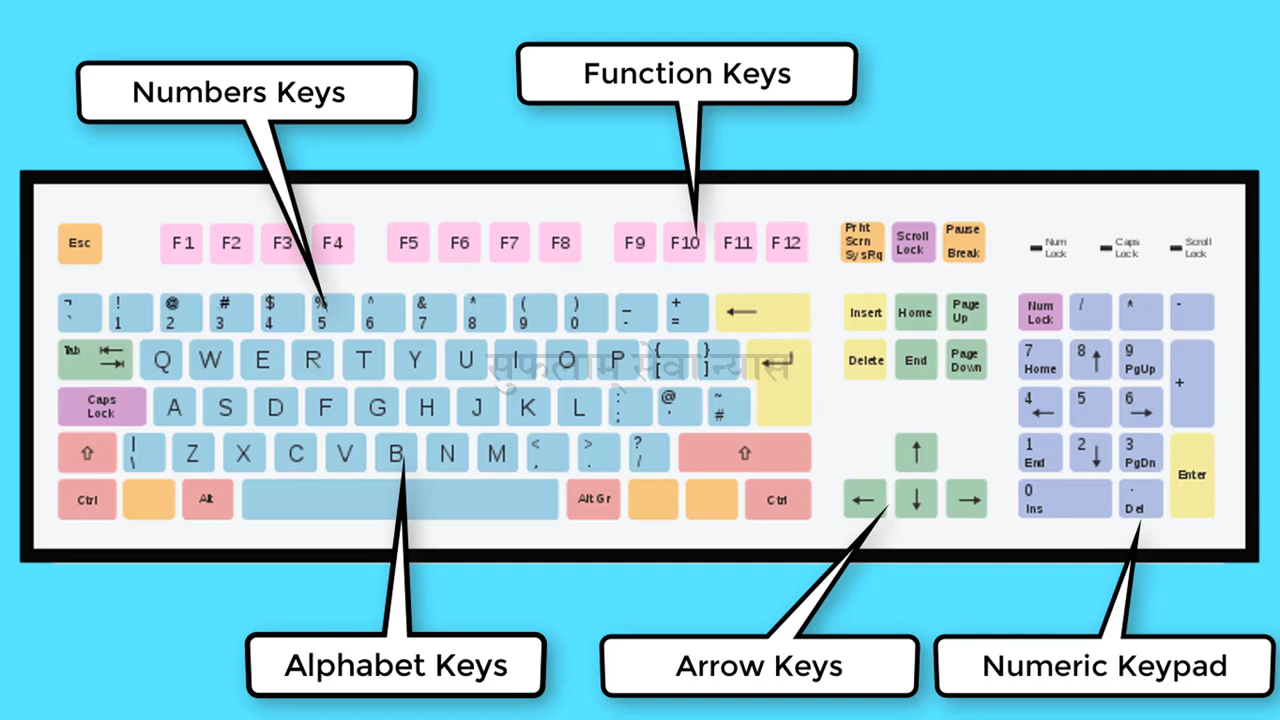 Function Keys
Numbers Keys
Esc F1 F2 F3 F4 F5 F6 F7 F8 F9 F10 F11 F12 Prht Scrn SysRq Scroll Lock Pause Break Num Lock Caps Lock Scroll Lock
¬ ` ! 1 @ 2 # 3 $ 4 % 5 ^ 6 & 7 * 8 ( 9 ) 0 _ - + = ← Insert Home Page Up Num Lock / * -
Tab Q W E R T Y U I O P { [ } ] Delete End Page Down 7 Home 8 ↑ 9 PgUp +
सुफलाम् सेवा न्यास
Caps Lock A S D F G H J K L : ; @ ' ~ # 4 ← 5 6 →
⇧ | \ Z X C V B N M < , > . ? / ⇧ ↑ 1 End 2 ↓ 3 PgDn Enter
Ctrl Alt Alt Gr Ctrl ← ↓ → 0 Ins . Del
Alphabet Keys
Arrow Keys
Numeric Keypad